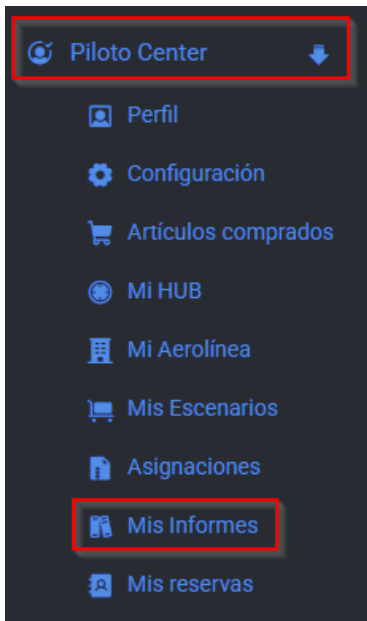 Piloto Center
Perfil
Configuración
Artículos comprados
Mi HUB
Mi Aerolínea
Mis Escenarios
Asignaciones
Mis Informes
Mis reservas